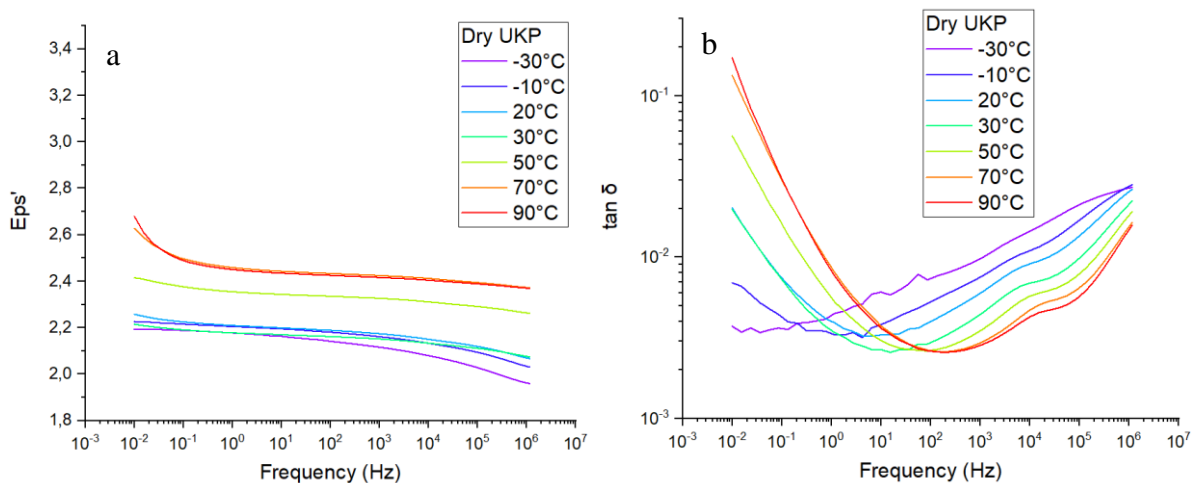 a
Dry UKP
-30°C
-10°C
20°C
30°C
50°C
70°C
90°C
3,4
3,2
3,0
2,8
2,6
2,4
2,2
2,0
1,8
Eps'
10⁻³ 10⁻² 10⁻¹ 10⁰ 10¹ 10² 10³ 10⁴ 10⁵ 10⁶ 10⁷
Frequency (Hz)
b
Dry UKP
-30°C
-10°C
20°C
30°C
50°C
70°C
90°C
10⁻¹
10⁻²
10⁻³
tan δ
10⁻³ 10⁻² 10⁻¹ 10⁰ 10¹ 10² 10³ 10⁴ 10⁵ 10⁶ 10⁷
Frequency (Hz)